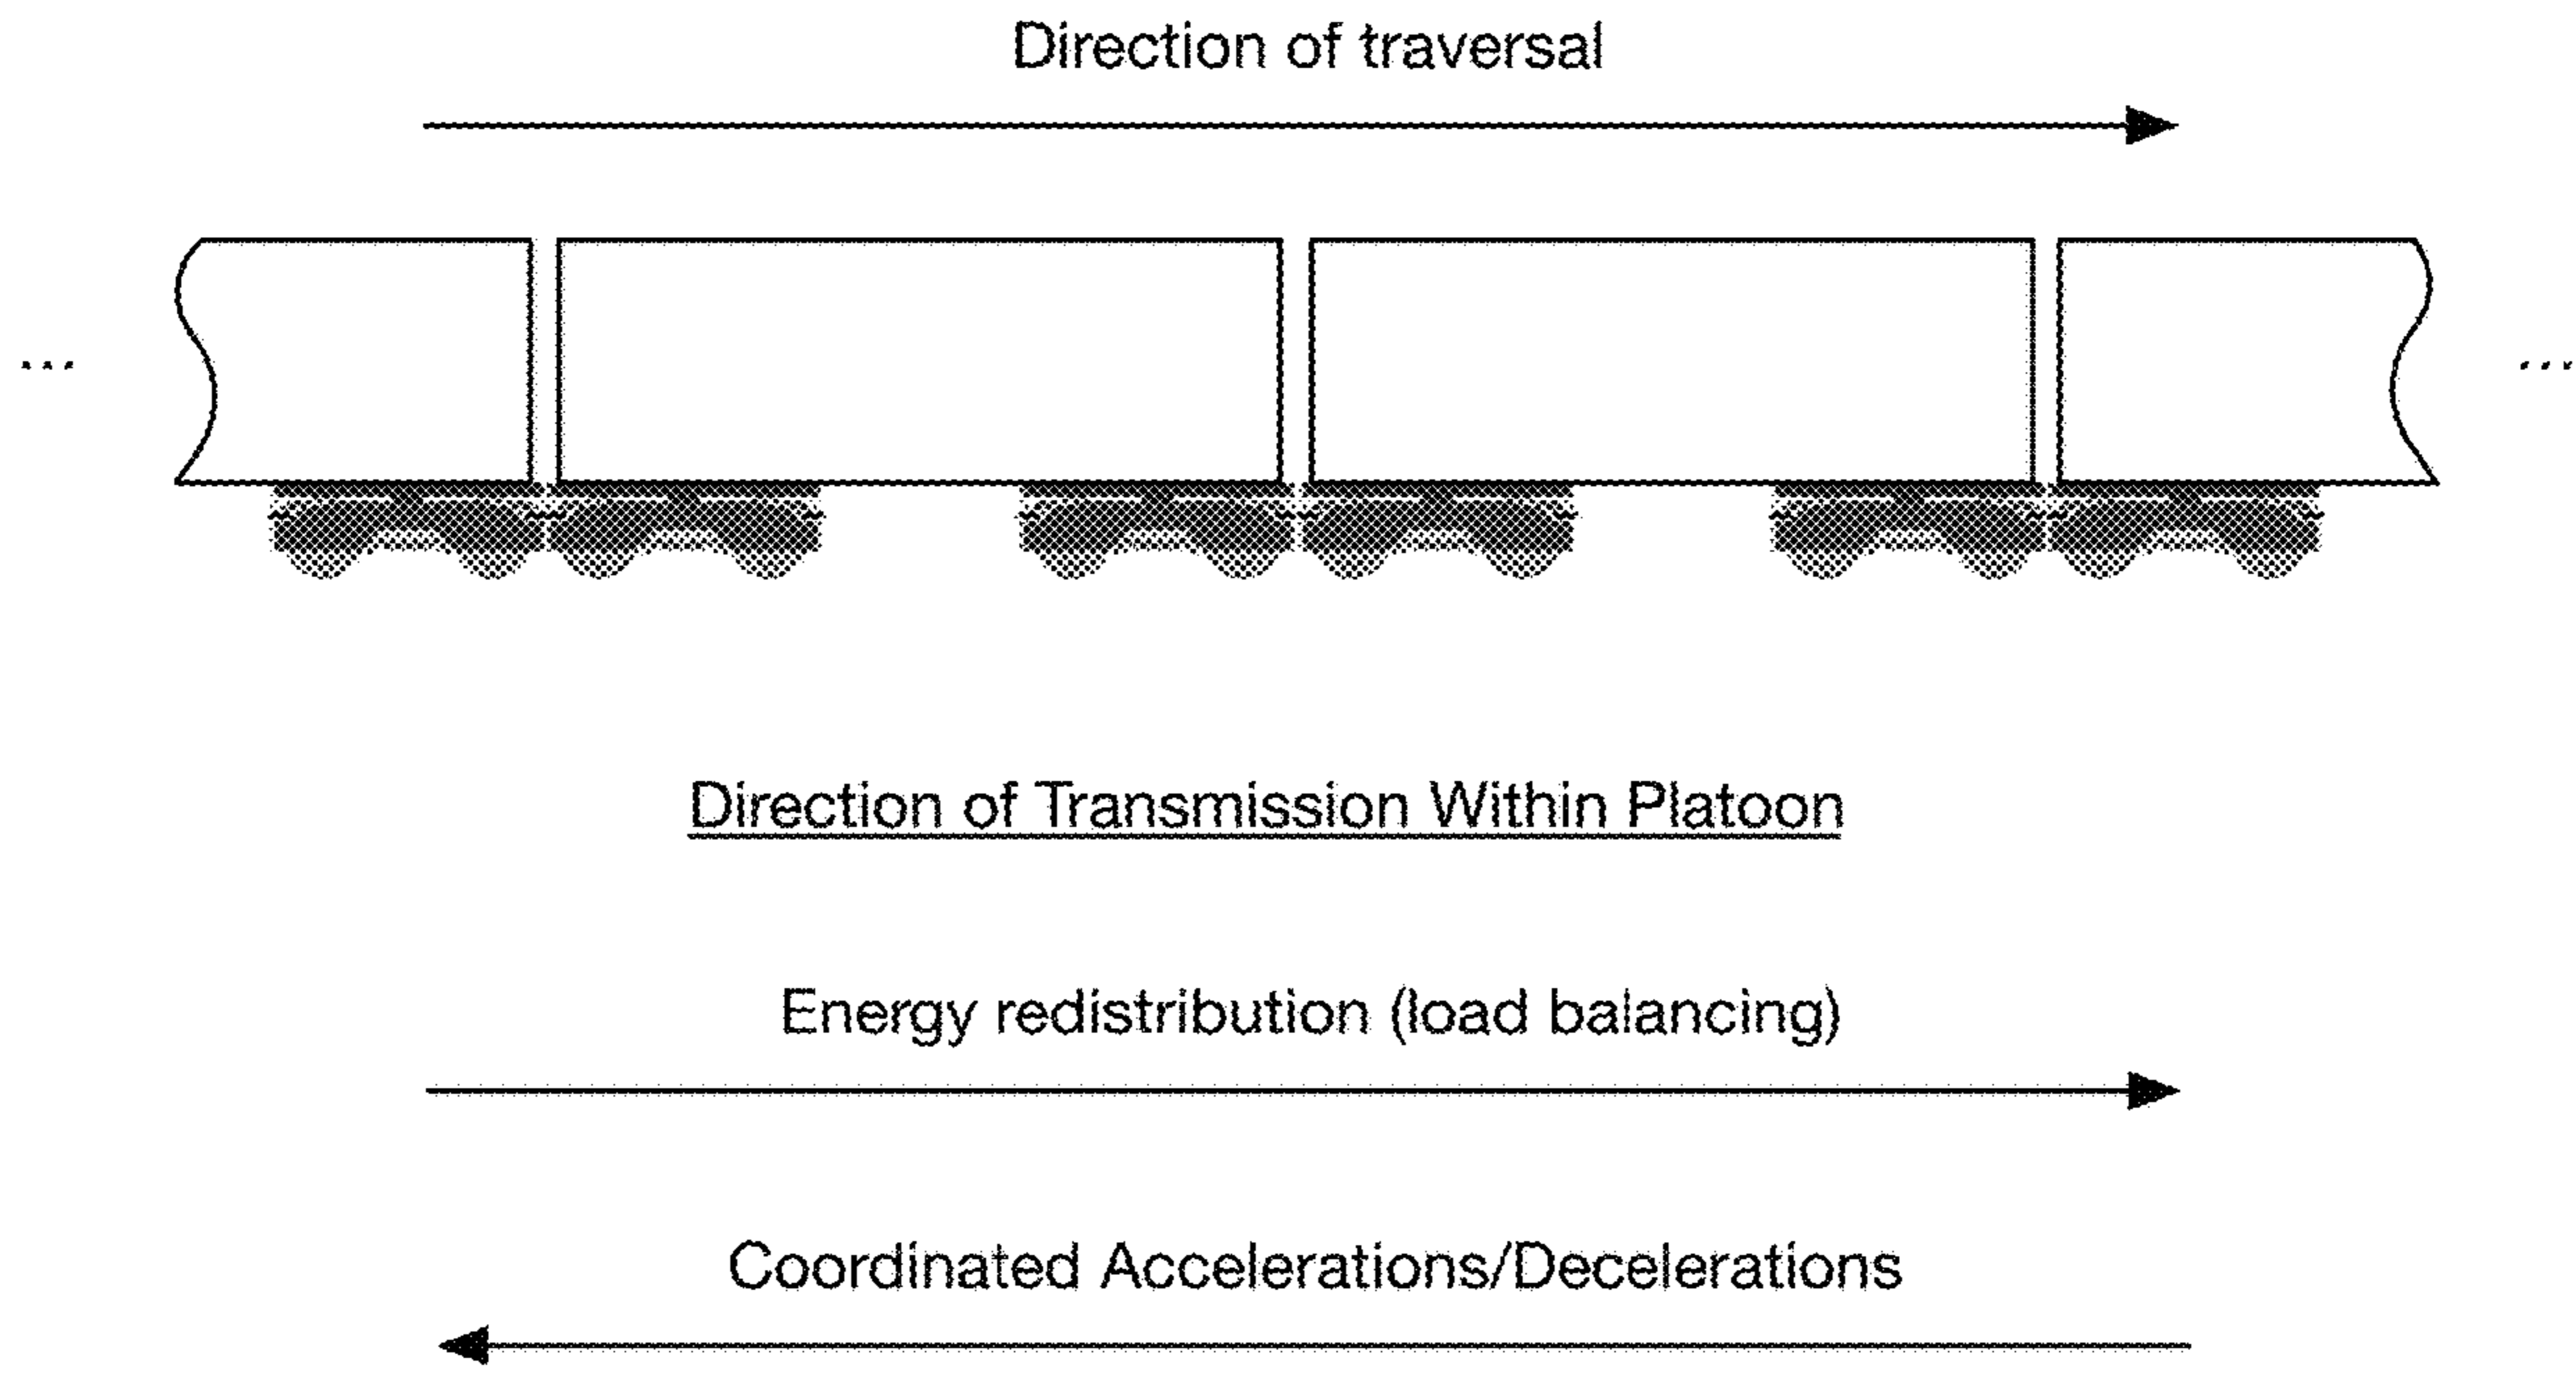 Direction of traversal
... ...
Direction of Transmission Within Platoon
Energy redistribution (load balancing)
Coordinated Accelerations/Decelerations